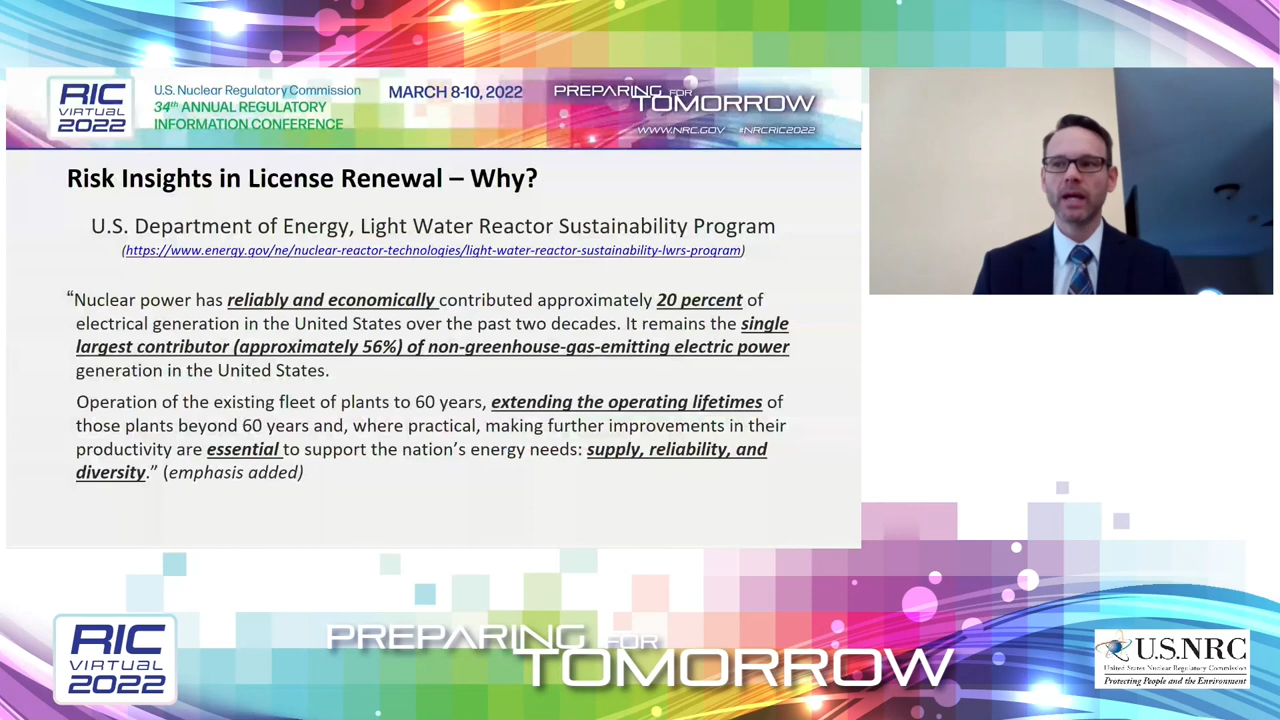 RIC
VIRTUAL
2022
U.S. Nuclear Regulatory Commission
34th ANNUAL REGULATORY
INFORMATION CONFERENCE
MARCH 8-10, 2022
PREPARING FOR
TOMORROW
WWW.NRC.GOV #NRCRIC2022
Risk Insights in License Renewal – Why?
U.S. Department of Energy, Light Water Reactor Sustainability Program
(https://www.energy.gov/ne/nuclear-reactor-technologies/light-water-reactor-sustainability-lwrs-program)
“Nuclear power has reliably and economically contributed approximately 20 percent of
electrical generation in the United States over the past two decades. It remains the single
largest contributor (approximately 56%) of non-greenhouse-gas-emitting electric power
generation in the United States.
Operation of the existing fleet of plants to 60 years, extending the operating lifetimes of
those plants beyond 60 years and, where practical, making further improvements in their
productivity are essential to support the nation’s energy needs: supply, reliability, and
diversity.” (emphasis added)
RIC
VIRTUAL
2022
PREPARING FOR
TOMORROW
U.S.NRC
United States Nuclear Regulatory Commission
Protecting People and the Environment